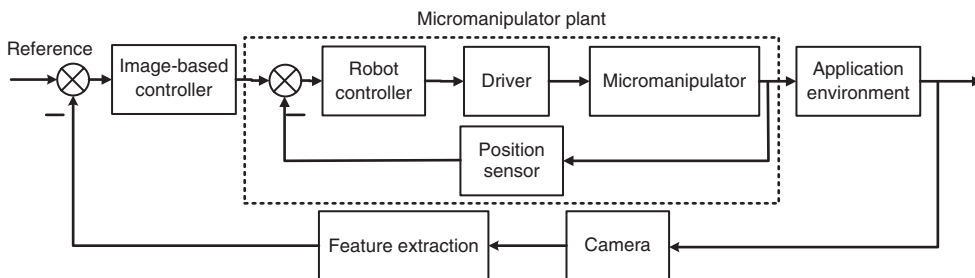 Micromanipulator plant
Reference
Image-based
controller
Robot
controller
Driver
Micromanipulator
Application
environment
Position
sensor
Feature extraction
Camera